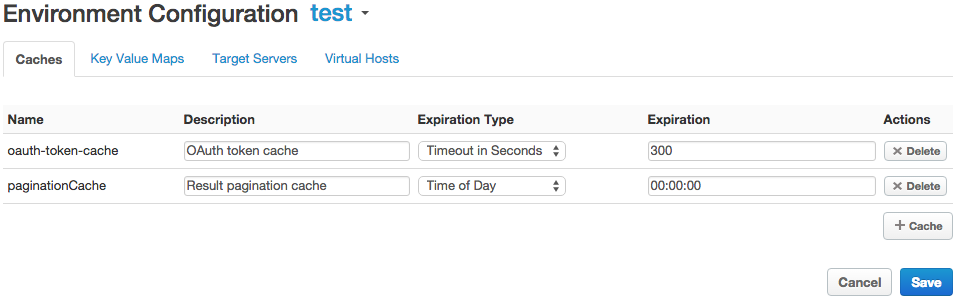 Environment Configuration test
Caches Key Value Maps Target Servers Virtual Hosts
Name Description Expiration Type Expiration Actions
oauth-token-cache OAuth token cache Timeout in Seconds 300 Delete
paginationCache Result pagination cache Time of Day 00:00:00 Delete
+ Cache
Cancel Save